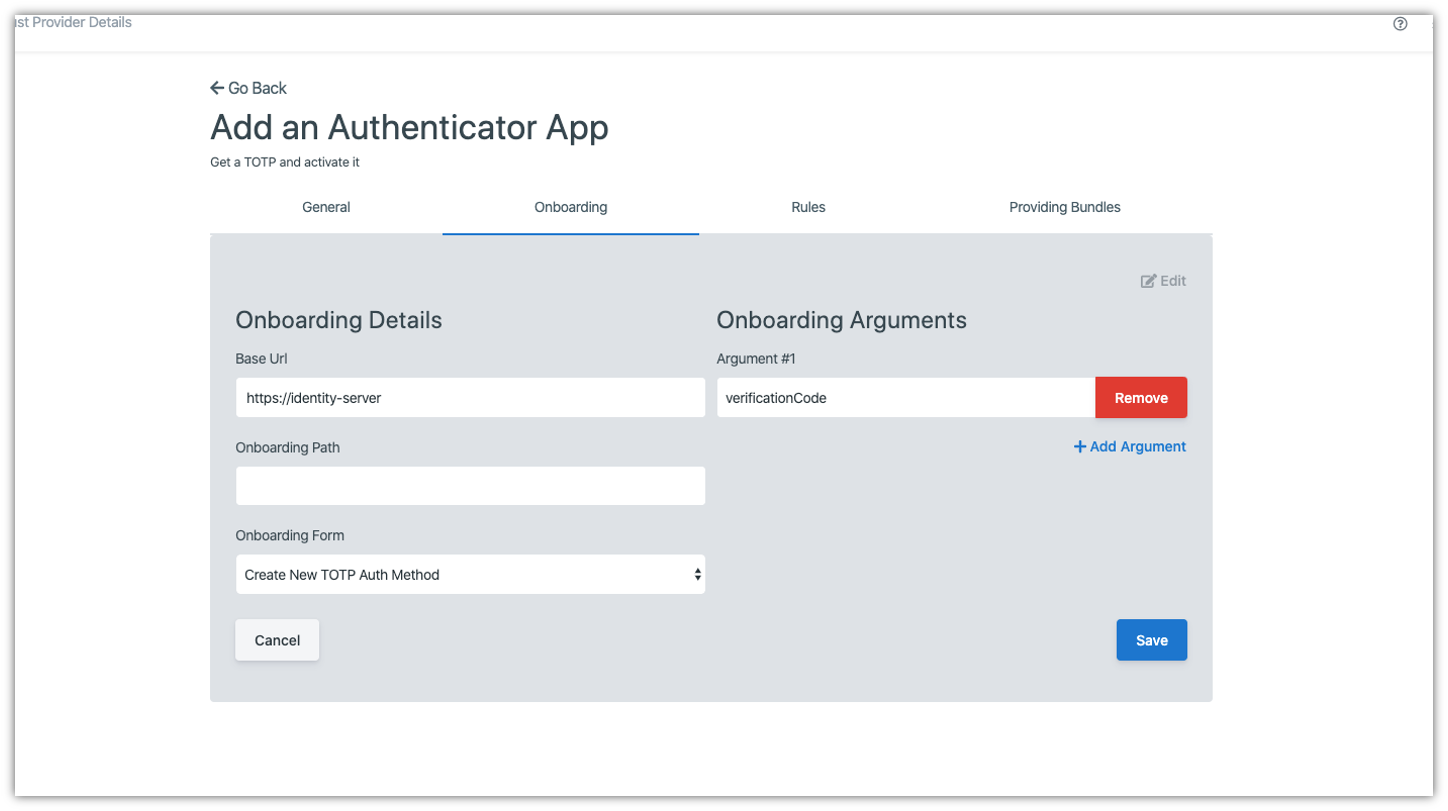 Provider Details
Go Back
Add an Authenticator App
Get a TOTP and activate it
General Onboarding Rules Providing Bundles
Edit
Onboarding Details
Base Url
https://identity-server
Onboarding Path
Onboarding Form
Create New TOTP Auth Method
Onboarding Arguments
Argument #1
verificationCode
Remove
Add Argument
Cancel
Save